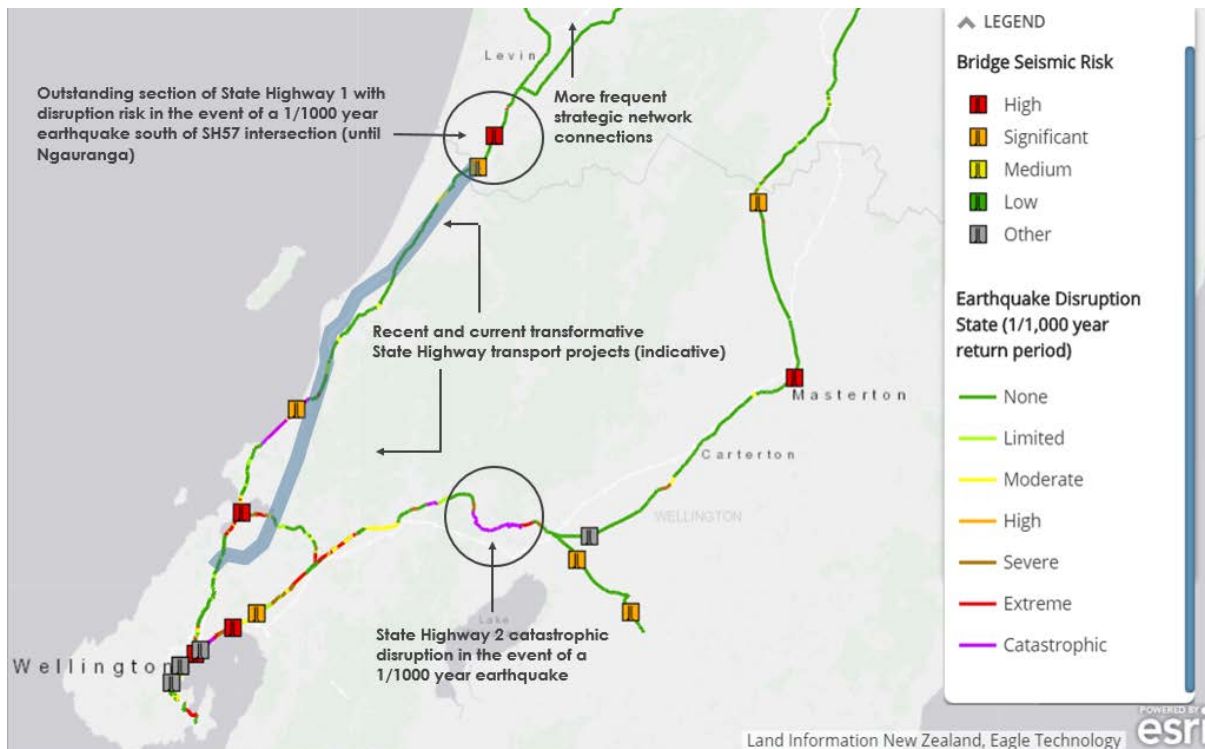 Levin
Outstanding section of State Highway 1 with
disruption risk in the event of a 1/1000 year
earthquake south of SH57 intersection (until
Ngauranga)
More frequent
strategic network
connections
Recent and current transformative
State Highway transport projects (indicative)
Masterton
Carterton
WELLINGTON
Lake
State Highway 2 catastrophic
disruption in the event of a
1/1000 year earthquake
Wellington
LEGEND
Bridge Seismic Risk
High
Significant
Medium
Low
Other
Earthquake Disruption
State (1/1,000 year
return period)
None
Limited
Moderate
High
Severe
Extreme
Catastrophic
POWERED BY
esri
Land Information New Zealand, Eagle Technology